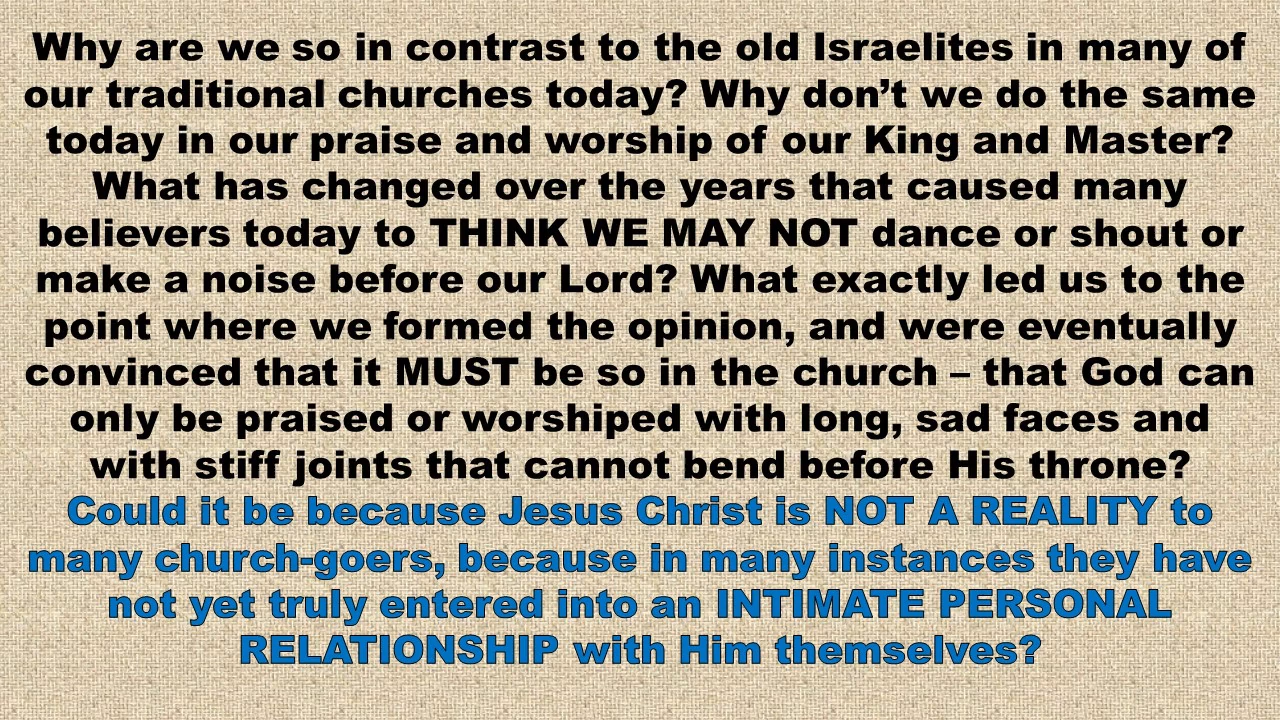 Why are we so in contrast to the old Israelites in many of
our traditional churches today? Why don’t we do the same
today in our praise and worship of our King and Master?
What has changed over the years that caused many
believers today to THINK WE MAY NOT dance or shout or
make a noise before our Lord? What exactly led us to the
point where we formed the opinion, and were eventually
convinced that it MUST be so in the church – that God can
only be praised or worshiped with long, sad faces and
with stiff joints that cannot bend before His throne?
Could it be because Jesus Christ is NOT A REALITY to
many church-goers, because in many instances they have
not yet truly entered into an INTIMATE PERSONAL
RELATIONSHIP with Him themselves?